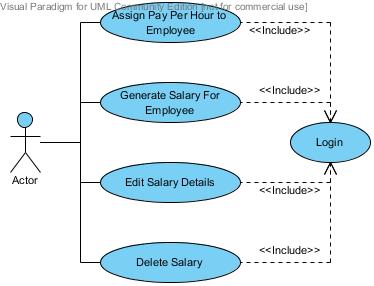 Visual Paradigm for UML Community Edition [not for commercial use]
Assign Pay Per Hour to
Employee
<<Include>>
Generate Salary For
Employee
<<Include>>
Login
Actor
Edit Salary Details
<<Include>>
Delete Salary
<<Include>>